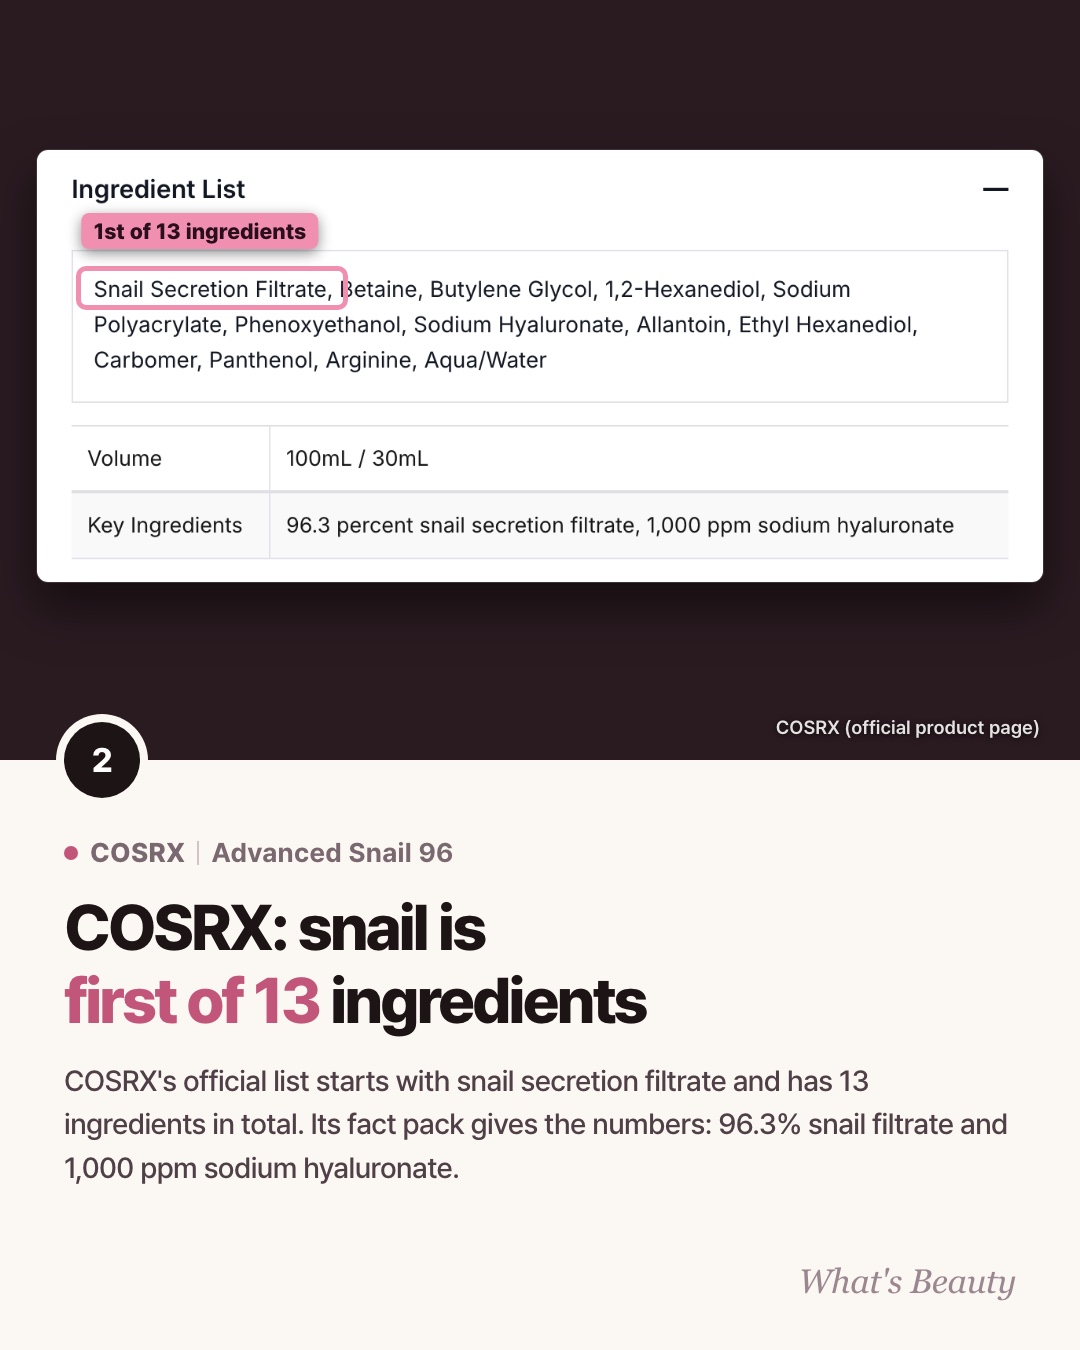 Ingredient List
1st of 13 ingredients
Snail Secretion Filtrate, Betaine, Butylene Glycol, 1,2-Hexanediol, Sodium
Polyacrylate, Phenoxyethanol, Sodium Hyaluronate, Allantoin, Ethyl Hexanediol,
Carbomer, Panthenol, Arginine, Aqua/Water
Volume 100mL / 30mL
Key Ingredients 96.3 percent snail secretion filtrate, 1,000 ppm sodium hyaluronate
COSRX (official product page)
2
COSRX | Advanced Snail 96
COSRX: snail is
first of 13 ingredients
COSRX's official list starts with snail secretion filtrate and has 13
ingredients in total. Its fact pack gives the numbers: 96.3% snail filtrate and
1,000 ppm sodium hyaluronate.
What's Beauty